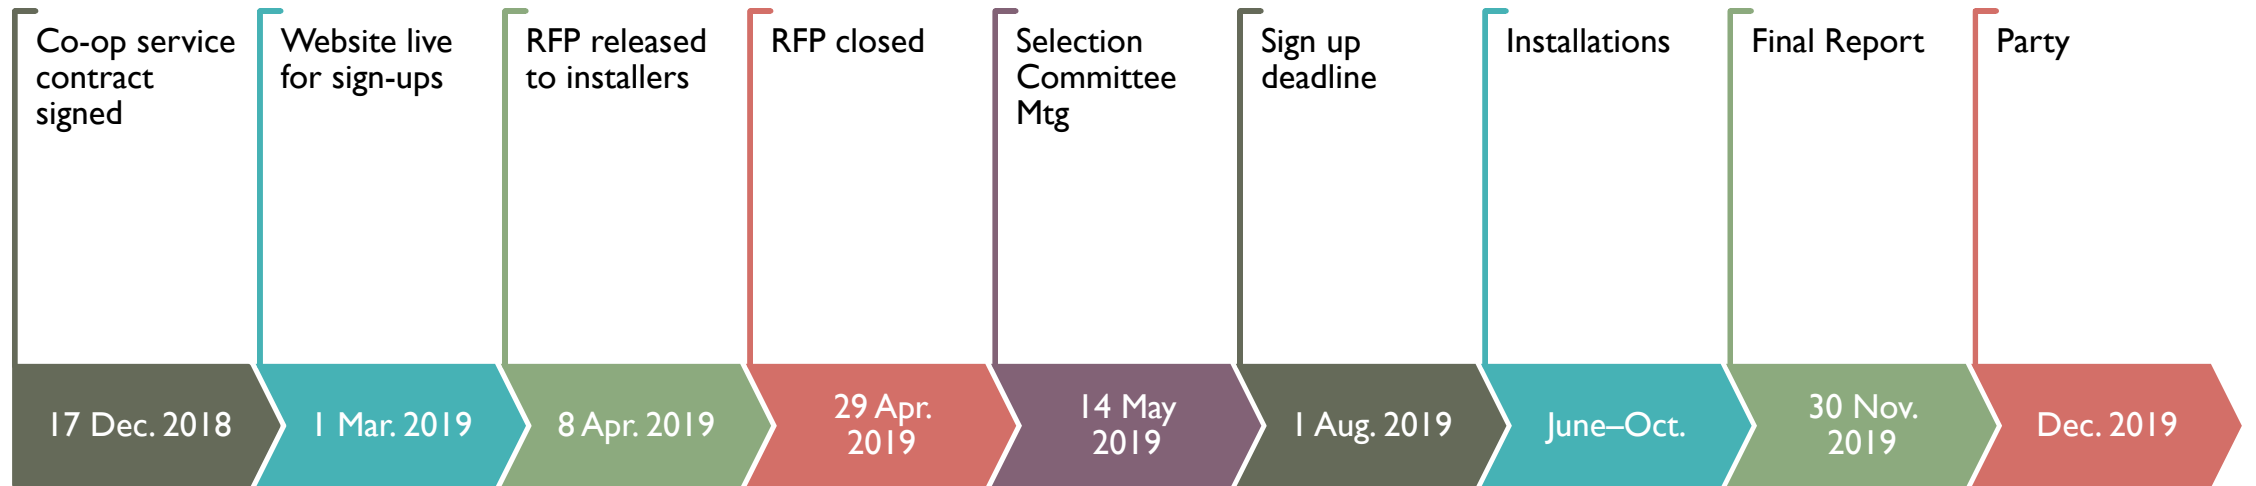 Co-op service
contract
signed
Website live
for sign-ups
RFP released
to installers
RFP closed
Selection
Committee
Mtg
Sign up
deadline
Installations
Final Report
Party
17 Dec. 2018
1 Mar. 2019
8 Apr. 2019
29 Apr.
2019
14 May
2019
1 Aug. 2019
June–Oct.
30 Nov.
2019
Dec. 2019